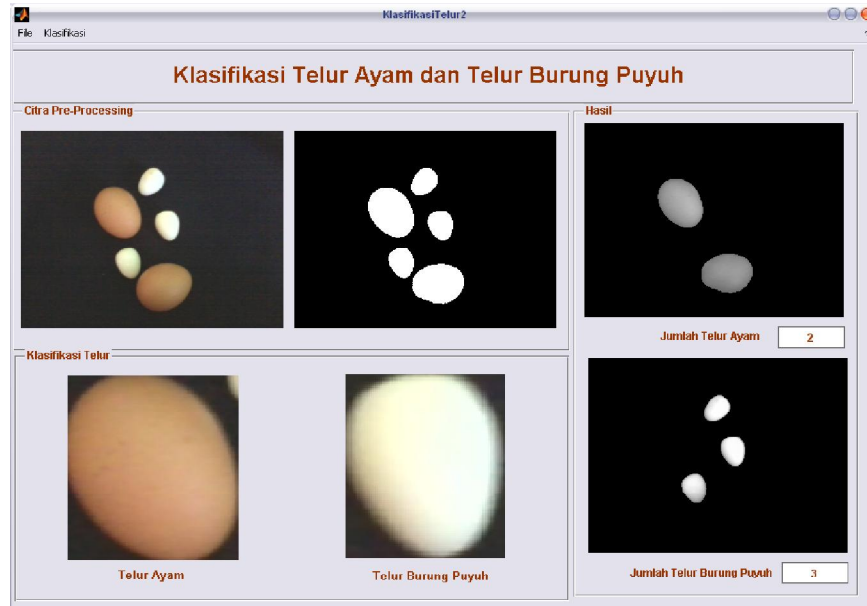 KlasifikasiTelur2
File Klasifikasi
Klasifikasi Telur Ayam dan Telur Burung Puyuh
Citra Pre-Processing
Hasil
Jumlah Telur Ayam 2
Klasifikasi Telur
Telur Ayam
Telur Burung Puyuh
Jumlah Telur Burung Puyuh 3